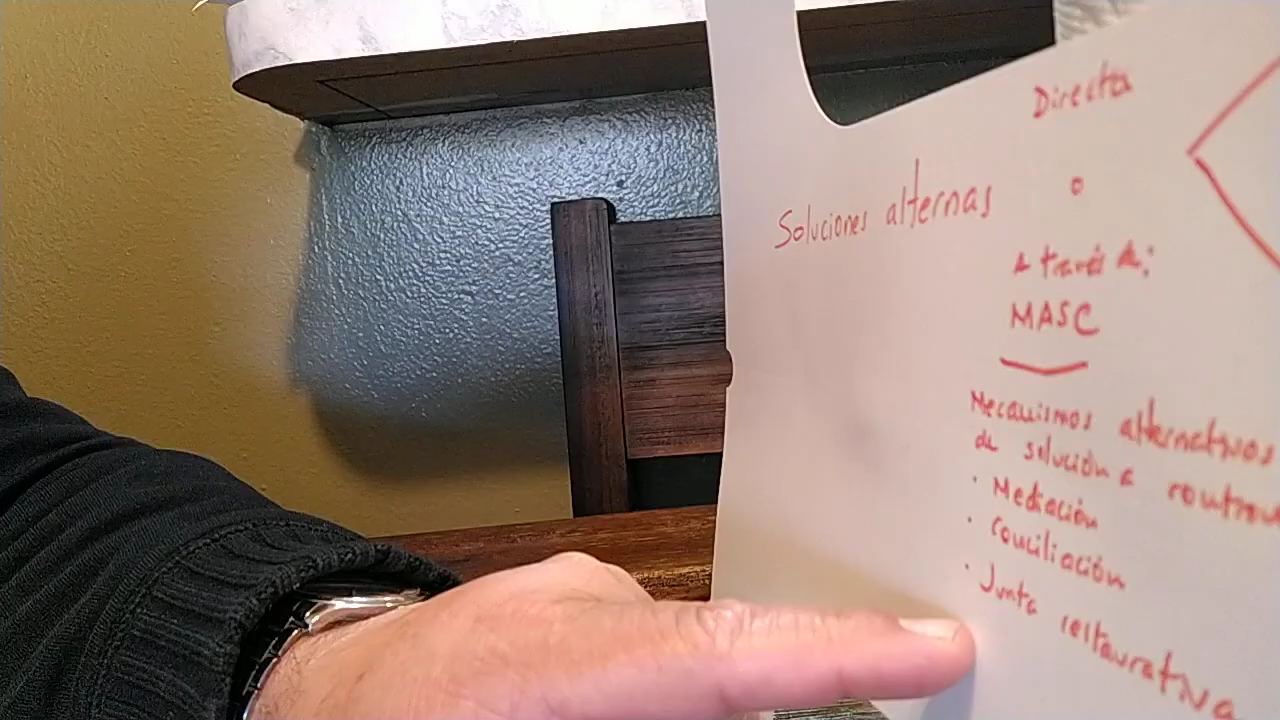 Directa
o
Soluciones alternas
A través de:
MASC
Mecanismos alternativos
de solución a controv
· Mediación
· Conciliación
· Junta restaurativa